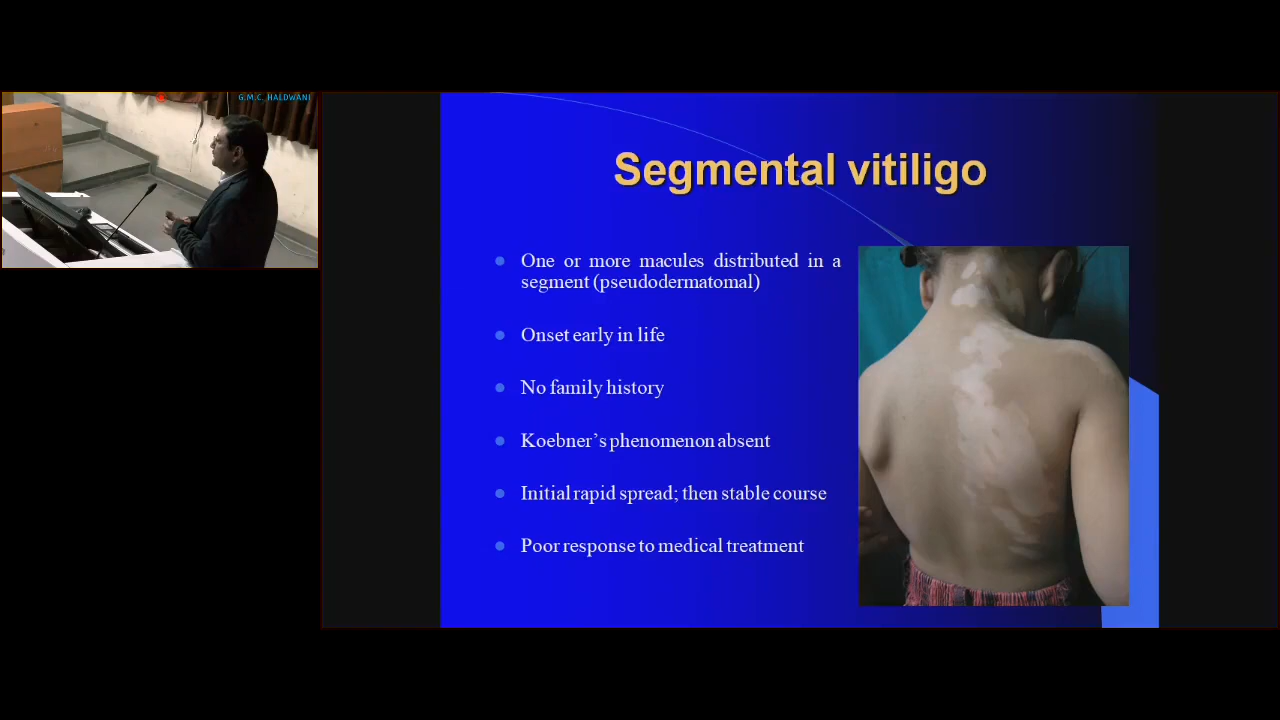 G.M.C. HALDWANI
Segmental vitiligo
One or more macules distributed in a
segment (pseudodermatomal)
Onset early in life
No family history
Koebner’s phenomenon absent
Initial rapid spread; then stable course
Poor response to medical treatment